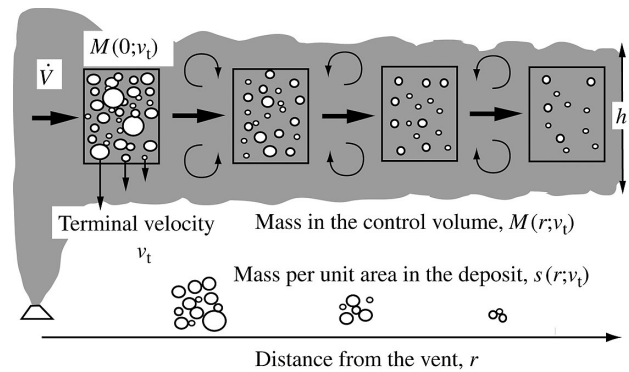 M(0;vₜ)
V̇
h
Terminal velocity
vₜ
Mass in the control volume, M(r;vₜ)
Mass per unit area in the deposit, s(r;vₜ)
Distance from the vent, r